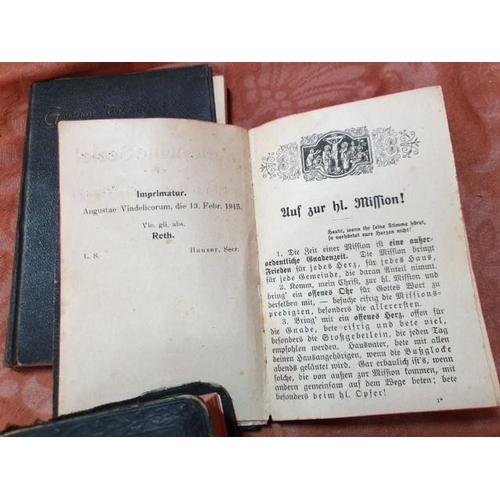 Imprimatur.
Augustae Vindelicorum, die 13. Febr. 1915.
Vic. gli. abs.
Reth.
L. S. Hauser, Secr.
Auf zur hl. Mission!
Heute, wenn ihr seine Stimme höret,
so verhärtet eure Herzen nicht!
1. Die Zeit einer Mission ist eine außer-
ordentliche Gnadenzeit. Die Mission bringt
Frieden für jedes Herz, für jedes Haus,
für jede Gemeinde, die daran Anteil nimmt.
2. Komm, mein Christ, zur hl. Mission und
bring' ein offenes Ohr für Gottes Wort zu
derselben mit, — besuche eifrig die Missions-
predigten, besonders die allerersten.
3. Bring' mit ein offenes Herz, offen für
die Gnade, bete eifrig und bete viel,
besonders die Stoßgebetlein, die jeden Tag
empfohlen werden. Hausvater, bete mit all
deinen Hausangehörigen, wenn die Bußglocke
abends geläutet wird. Gar erbaulich ist's, wenn
solche, die von außen zur Mission kommen, mit
andern gemeinsam auf dem Wege beten; bete
besonders beim hl. Opfer!
1*